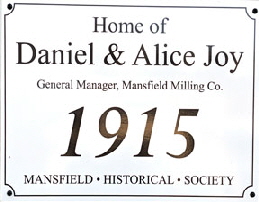 Home of
Daniel & Alice Joy
General Manager, Mansfield Milling Co.
1915
MANSFIELD • HISTORICAL • SOCIETY